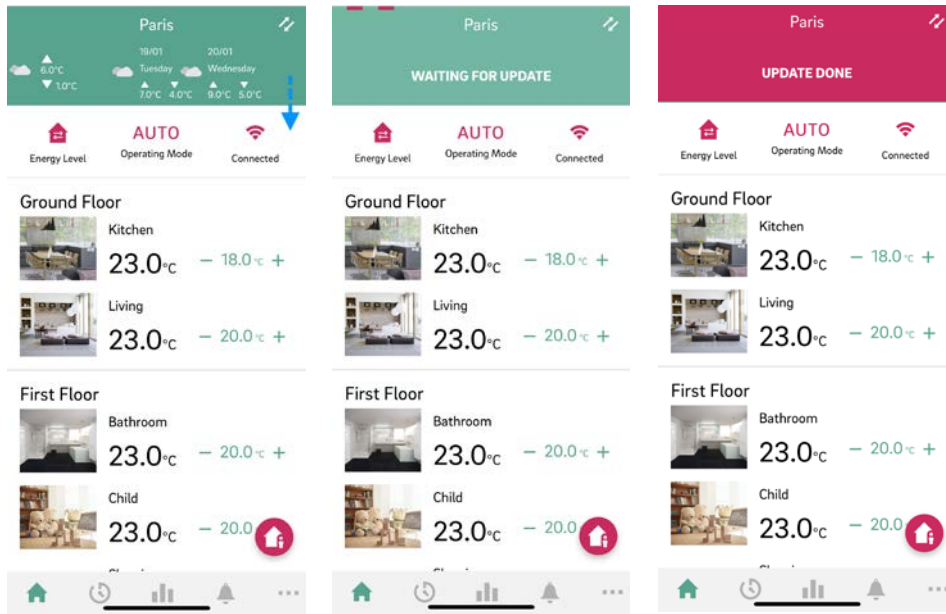 Paris
19/01
20/01
Tuesday
Wednesday
6.0°C
1.0°C
7.0°C 4.0°C
9.0°C 5.0°C
AUTO
Energy Level
Operating Mode
Connected
Ground Floor
Kitchen
23.0°C
− 18.0 °C +
Living
23.0°C
− 20.0 °C +
First Floor
Bathroom
23.0°C
− 20.0 °C +
Child
23.0°C
− 20.0
Paris
WAITING FOR UPDATE
AUTO
Energy Level
Operating Mode
Connected
Ground Floor
Kitchen
23.0°C
− 18.0 °C +
Living
23.0°C
− 20.0 °C +
First Floor
Bathroom
23.0°C
− 20.0 °C +
Child
23.0°C
− 20.0
Paris
UPDATE DONE
AUTO
Energy Level
Operating Mode
Connected
Ground Floor
Kitchen
23.0°C
− 18.0 °C +
Living
23.0°C
− 20.0 °C +
First Floor
Bathroom
23.0°C
− 20.0 °C +
Child
23.0°C
− 20.0